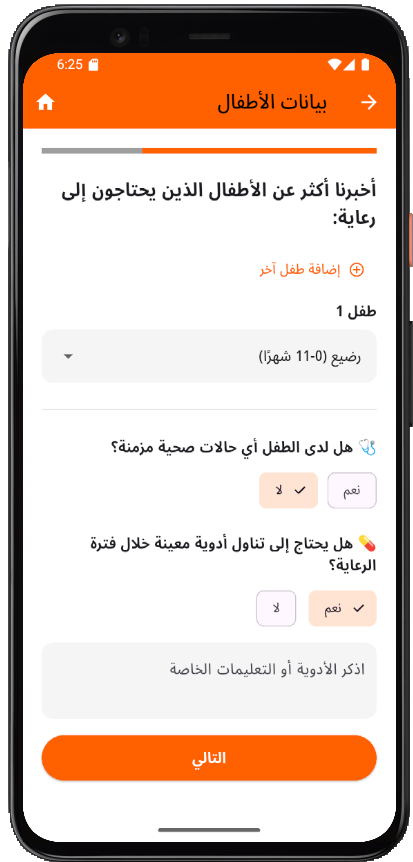 6:25
بيانات الأطفال
أخبرنا أكثر عن الأطفال الذين يحتاجون إلى
رعاية:
إضافة طفل آخر
طفل 1
رضيع (0-11 شهرًا)
🩺 هل لدى الطفل أي حالات صحية مزمنة؟
نعم
لا
💊 هل يحتاج إلى تناول أدوية معينة خلال فترة
الرعاية؟
نعم
لا
اذكر الأدوية أو التعليمات الخاصة
التالي